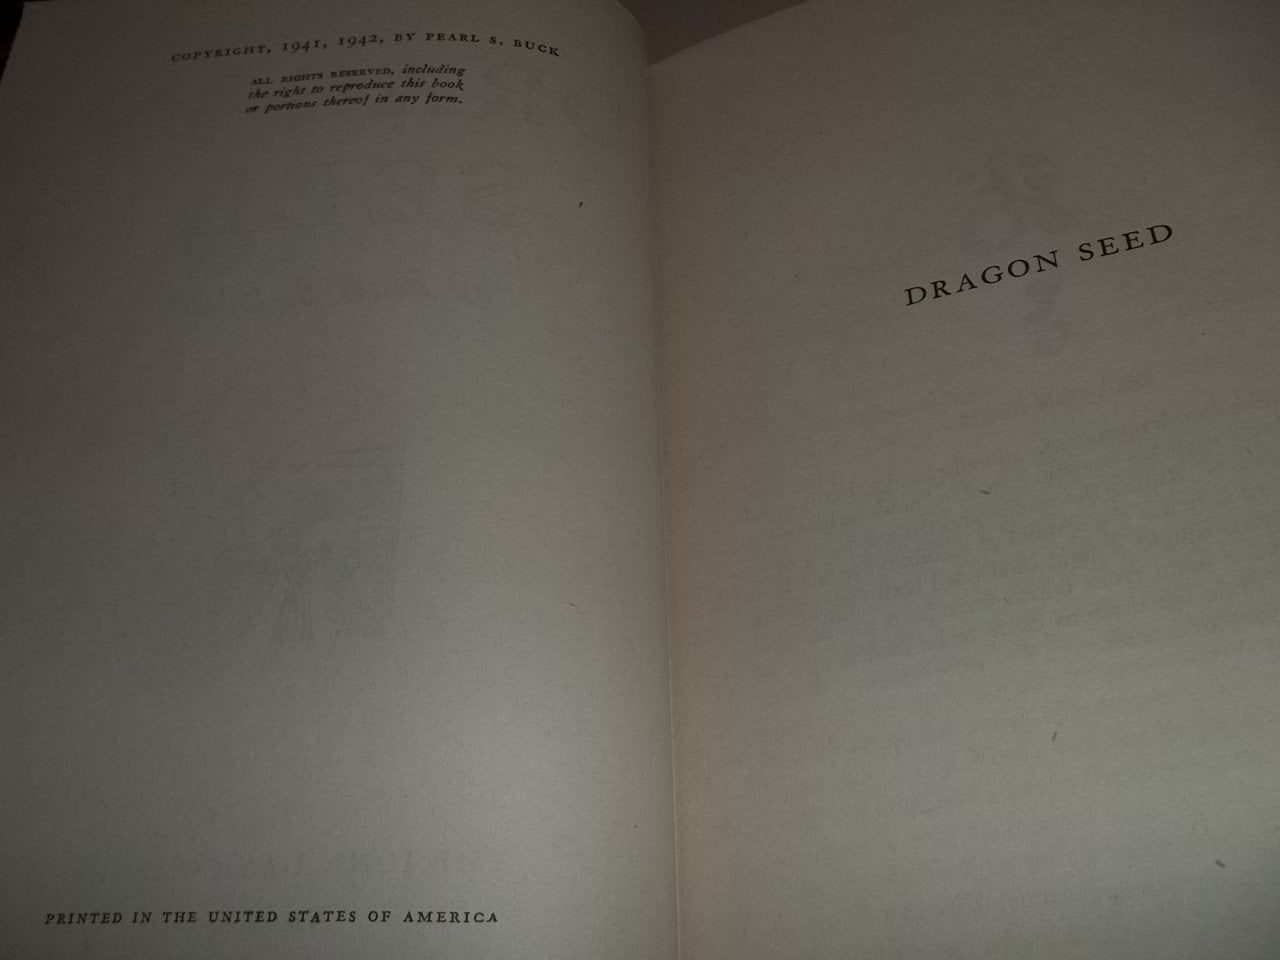 COPYRIGHT, 1941, 1942, BY PEARL S. BUCK
ALL RIGHTS RESERVED, including
the right to reproduce this book
or portions thereof in any form.
PRINTED IN THE UNITED STATES OF AMERICA
DRAGON SEED